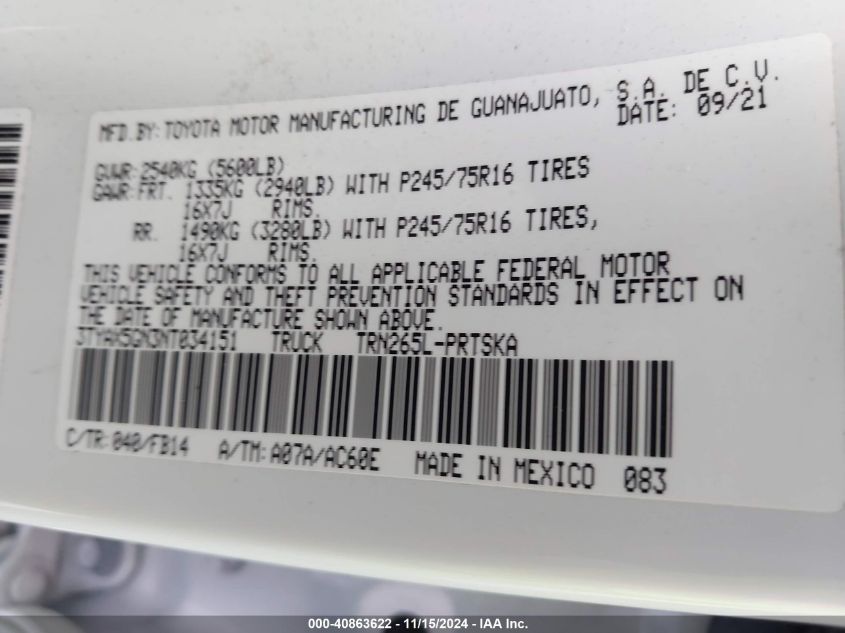 MFD.BY:TOYOTA MOTOR MANUFACTURING DE GUANAJUATO, S.A. DE C.V.
DATE: 09/21
GVWR:2540KG (5600LB)
GAWR:FRT. 1335KG (2940LB) WITH P245/75R16 TIRES
16X7J RIMS.
RR. 1490KG (3280LB) WITH P245/75R16 TIRES,
16X7J RIMS.
THIS VEHICLE CONFORMS TO ALL APPLICABLE FEDERAL MOTOR
VEHICLE SAFETY AND THEFT PREVENTION STANDARDS IN EFFECT ON
THE DATE OF MANUFACTURE SHOWN ABOVE.
3TYAX5GN3NT034151 TRUCK TRN265L-PRTSKA
C/TR:040/FB14 A/TM:A07A/AC60E MADE IN MEXICO 083
000-40863622 - 11/15/2024 - IAA Inc.